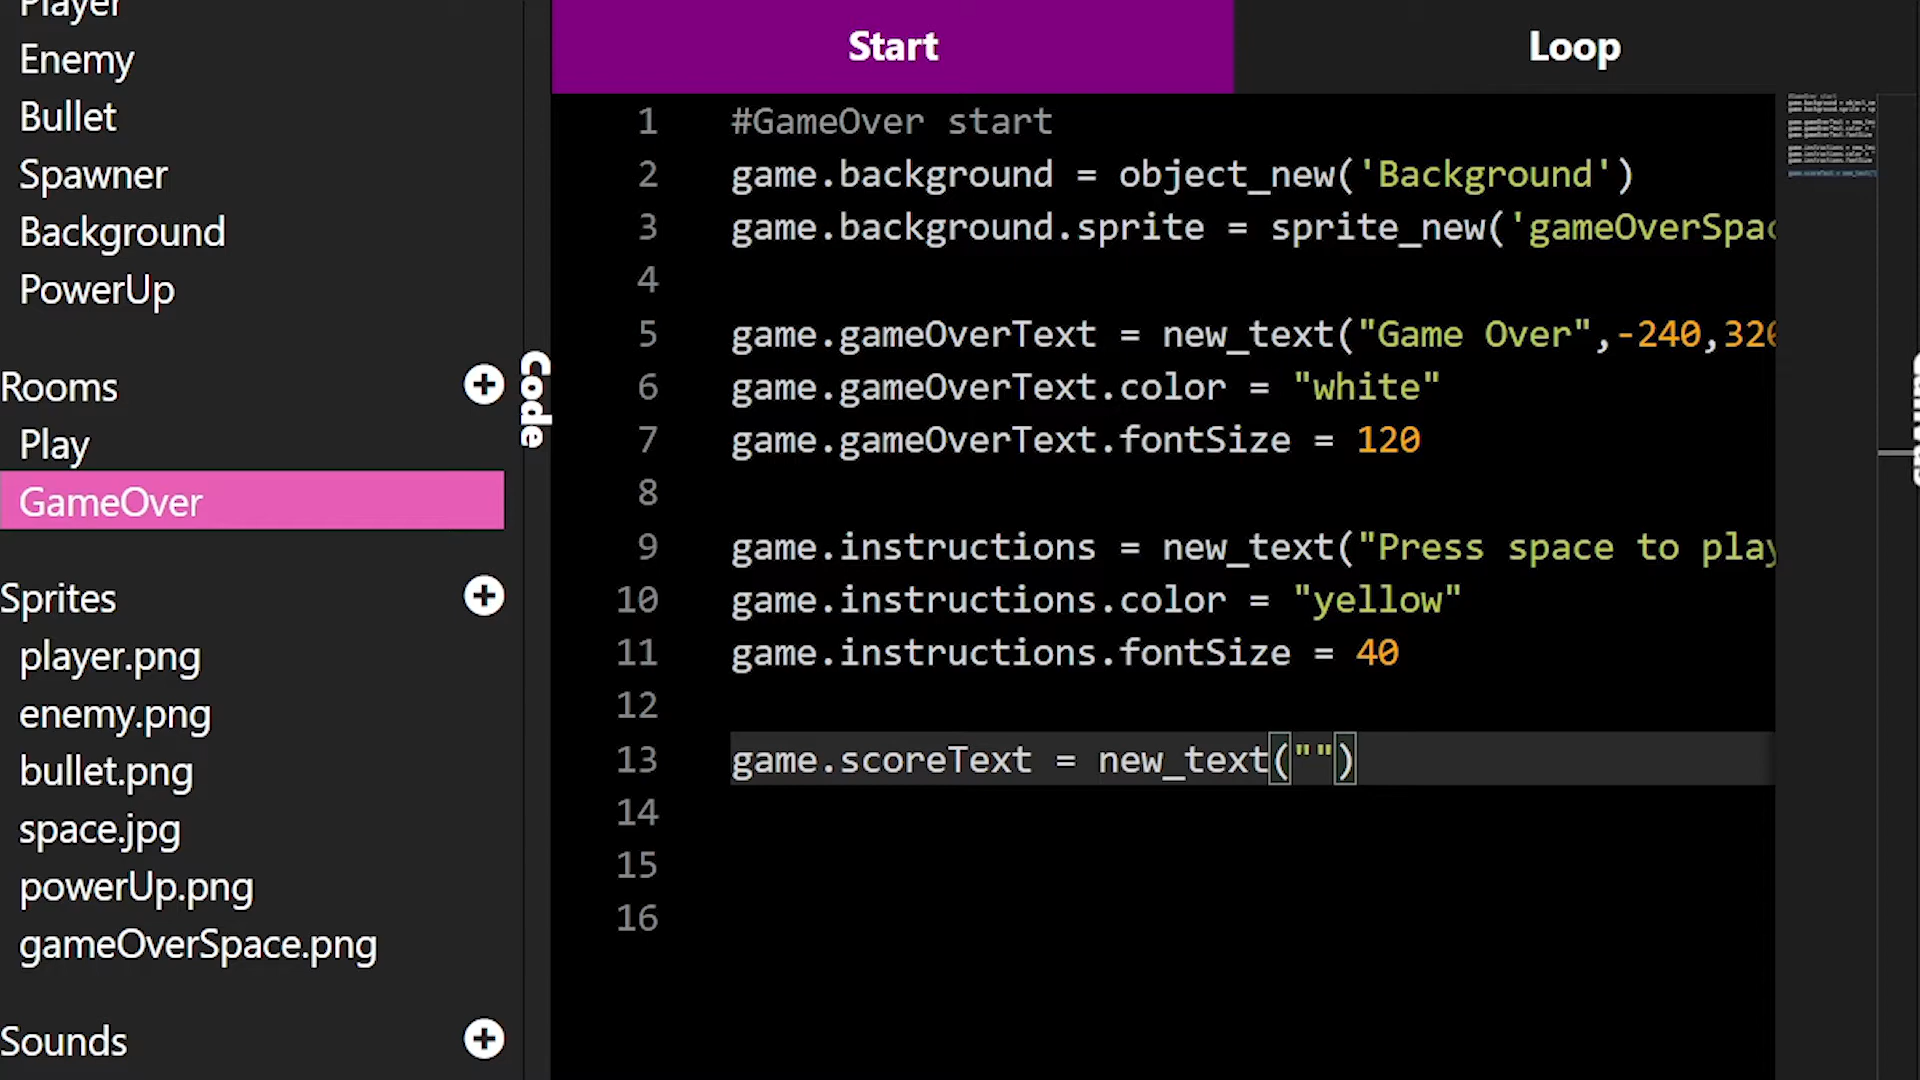 Player
Enemy
Bullet
Spawner
Background
PowerUp
Rooms
Play
GameOver
Sprites
player.png
enemy.png
bullet.png
space.jpg
powerUp.png
gameOverSpace.png
Sounds
Code
Start
Loop
1 #GameOver start
2 game.background = object_new('Background')
3 game.background.sprite = sprite_new('gameOverSpac
4
5 game.gameOverText = new_text("Game Over",-240,320
6 game.gameOverText.color = "white"
7 game.gameOverText.fontSize = 120
8
9 game.instructions = new_text("Press space to play
10 game.instructions.color = "yellow"
11 game.instructions.fontSize = 40
12
13 game.scoreText = new_text("")
14
15
16